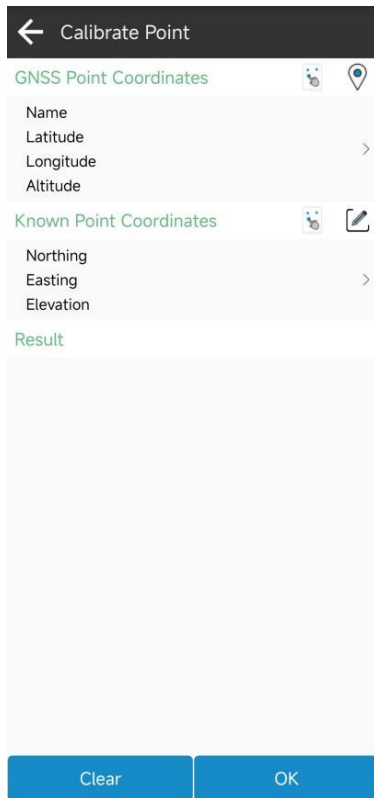 Calibrate Point
GNSS Point Coordinates
Name
Latitude
Longitude
Altitude
Known Point Coordinates
Northing
Easting
Elevation
Result
Clear
OK